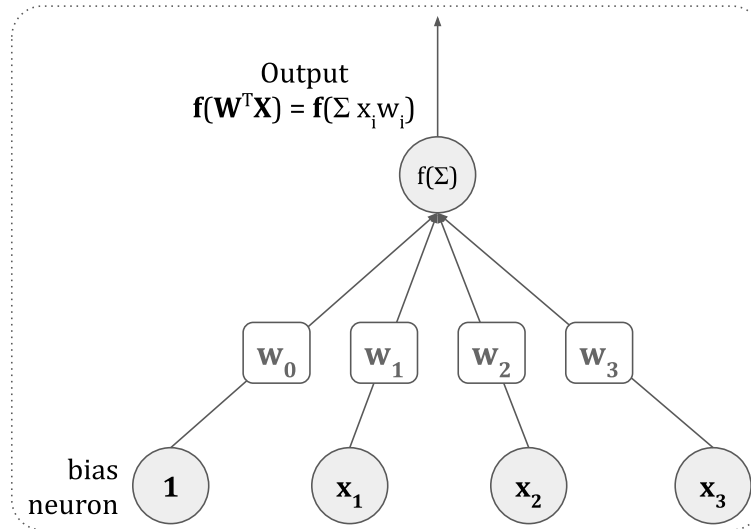 Output
f(WᵀX) = f(Σ xᵢwᵢ)
f(Σ)
w₀ w₁ w₂ w₃
bias
neuron
1 x₁ x₂ x₃